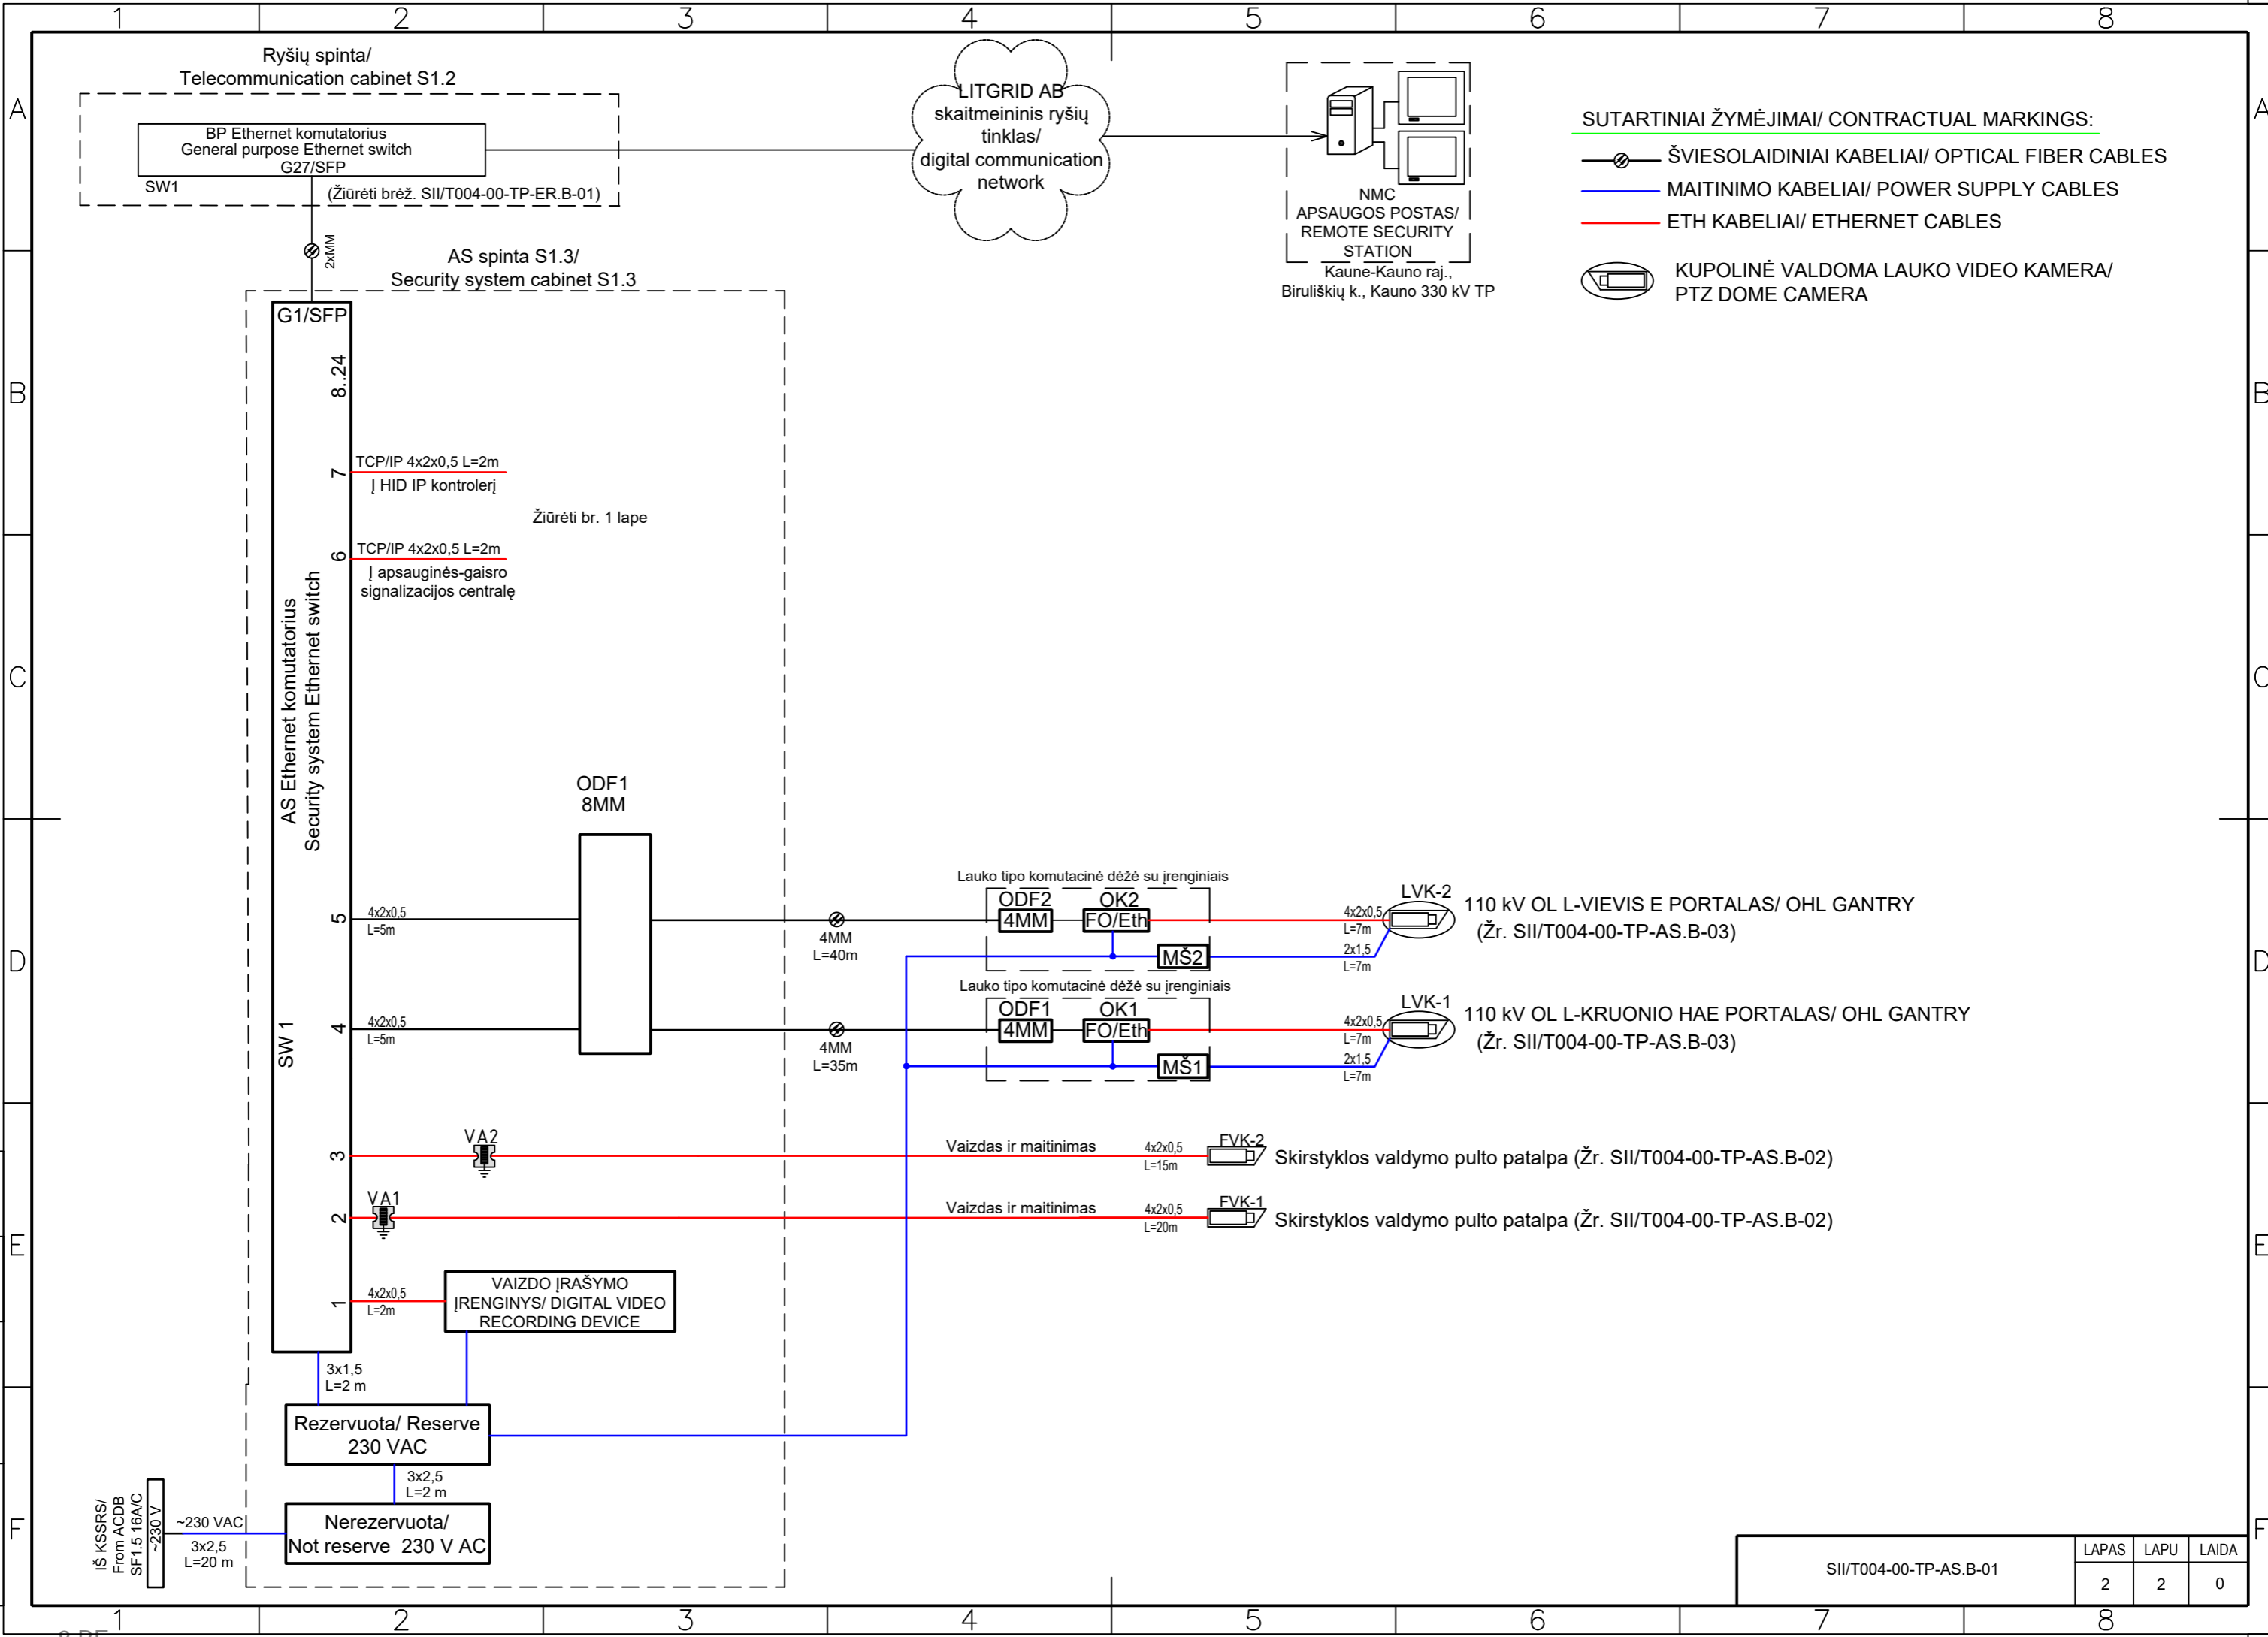 1 2 3 4 5 6 7 8
A
B
C
D
E
F
A
B
C
D
E
F
Ryšių spinta/
Telecommunication cabinet S1.2
BP Ethernet komutatorius
General purpose Ethernet switch
G27/SFP
SW1
(Žiūrėti brėž. SII/T004-00-TP-ER.B-01)
2xMM
LITGRID AB
skaitmeininis ryšių
tinklas/
digital communication
network
NMC
APSAUGOS POSTAS/
REMOTE SECURITY
STATION
Kaune-Kauno raj.,
Biruliškių k., Kauno 330 kV TP
SUTARTINIAI ŽYMĖJIMAI/ CONTRACTUAL MARKINGS:
ŠVIESOLAIDINIAI KABELIAI/ OPTICAL FIBER CABLES
MAITINIMO KABELIAI/ POWER SUPPLY CABLES
ETH KABELIAI/ ETHERNET CABLES
KUPOLINĖ VALDOMA LAUKO VIDEO KAMERA/
PTZ DOME CAMERA
AS spinta S1.3/
Security system cabinet S1.3
G1/SFP
8..24
7
TCP/IP 4x2x0,5 L=2m
Į HID IP kontrolerį
Žiūrėti br. 1 lape
6
TCP/IP 4x2x0,5 L=2m
Į apsauginės-gaisro
signalizacijos centralę
AS Ethernet komutatorius
Security system Ethernet switch
SW 1
ODF1
8MM
5
4x2x0,5
L=5m
4MM
L=40m
Lauko tipo komutacinė dėžė su įrenginiais
ODF2
4MM
OK2
FO/Eth
MŠ2
4x2x0,5
L=7m
2x1,5
L=7m
LVK-2
110 kV OL L-VIEVIS E PORTALAS/ OHL GANTRY
(Žr. SII/T004-00-TP-AS.B-03)
4
4x2x0,5
L=5m
4MM
L=35m
Lauko tipo komutacinė dėžė su įrenginiais
ODF1
4MM
OK1
FO/Eth
MŠ1
4x2x0,5
L=7m
2x1,5
L=7m
LVK-1
110 kV OL L-KRUONIO HAE PORTALAS/ OHL GANTRY
(Žr. SII/T004-00-TP-AS.B-03)
3
VA2
Vaizdas ir maitinimas
4x2x0,5
L=15m
FVK-2
Skirstyklos valdymo pulto patalpa (Žr. SII/T004-00-TP-AS.B-02)
2
VA1
Vaizdas ir maitinimas
4x2x0,5
L=20m
FVK-1
Skirstyklos valdymo pulto patalpa (Žr. SII/T004-00-TP-AS.B-02)
1
4x2x0,5
L=2m
VAIZDO ĮRAŠYMO
ĮRENGINYS/ DIGITAL VIDEO
RECORDING DEVICE
3x1,5
L=2 m
Rezervuota/ Reserve
230 VAC
3x2,5
L=2 m
Nerezervuota/
Not reserve 230 V AC
IŠ KSSRS/
From ACDB
SF1.5 16A/C
~230 V
~230 VAC
3x2,5
L=20 m
SII/T004-00-TP-AS.B-01
LAPAS LAPU LAIDA
2 2 0
1 2 3 4 5 6 7 8